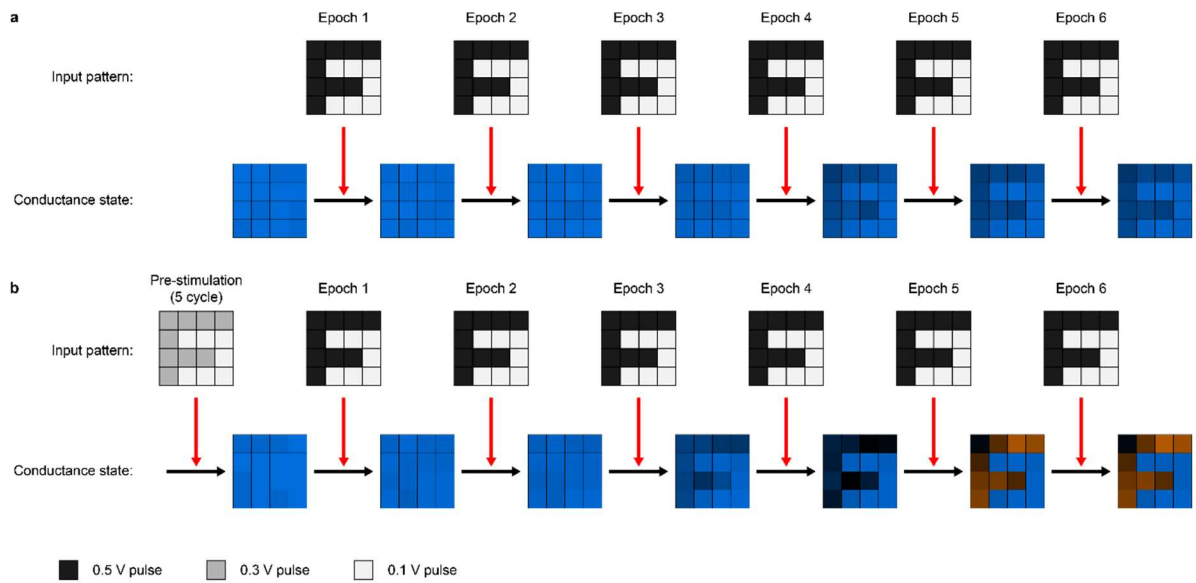 a
Epoch 1 Epoch 2 Epoch 3 Epoch 4 Epoch 5 Epoch 6
Input pattern:
Conductance state:
b
Pre-stimulation
(5 cycle)
Epoch 1 Epoch 2 Epoch 3 Epoch 4 Epoch 5 Epoch 6
Input pattern:
Conductance state:
0.5 V pulse 0.3 V pulse 0.1 V pulse